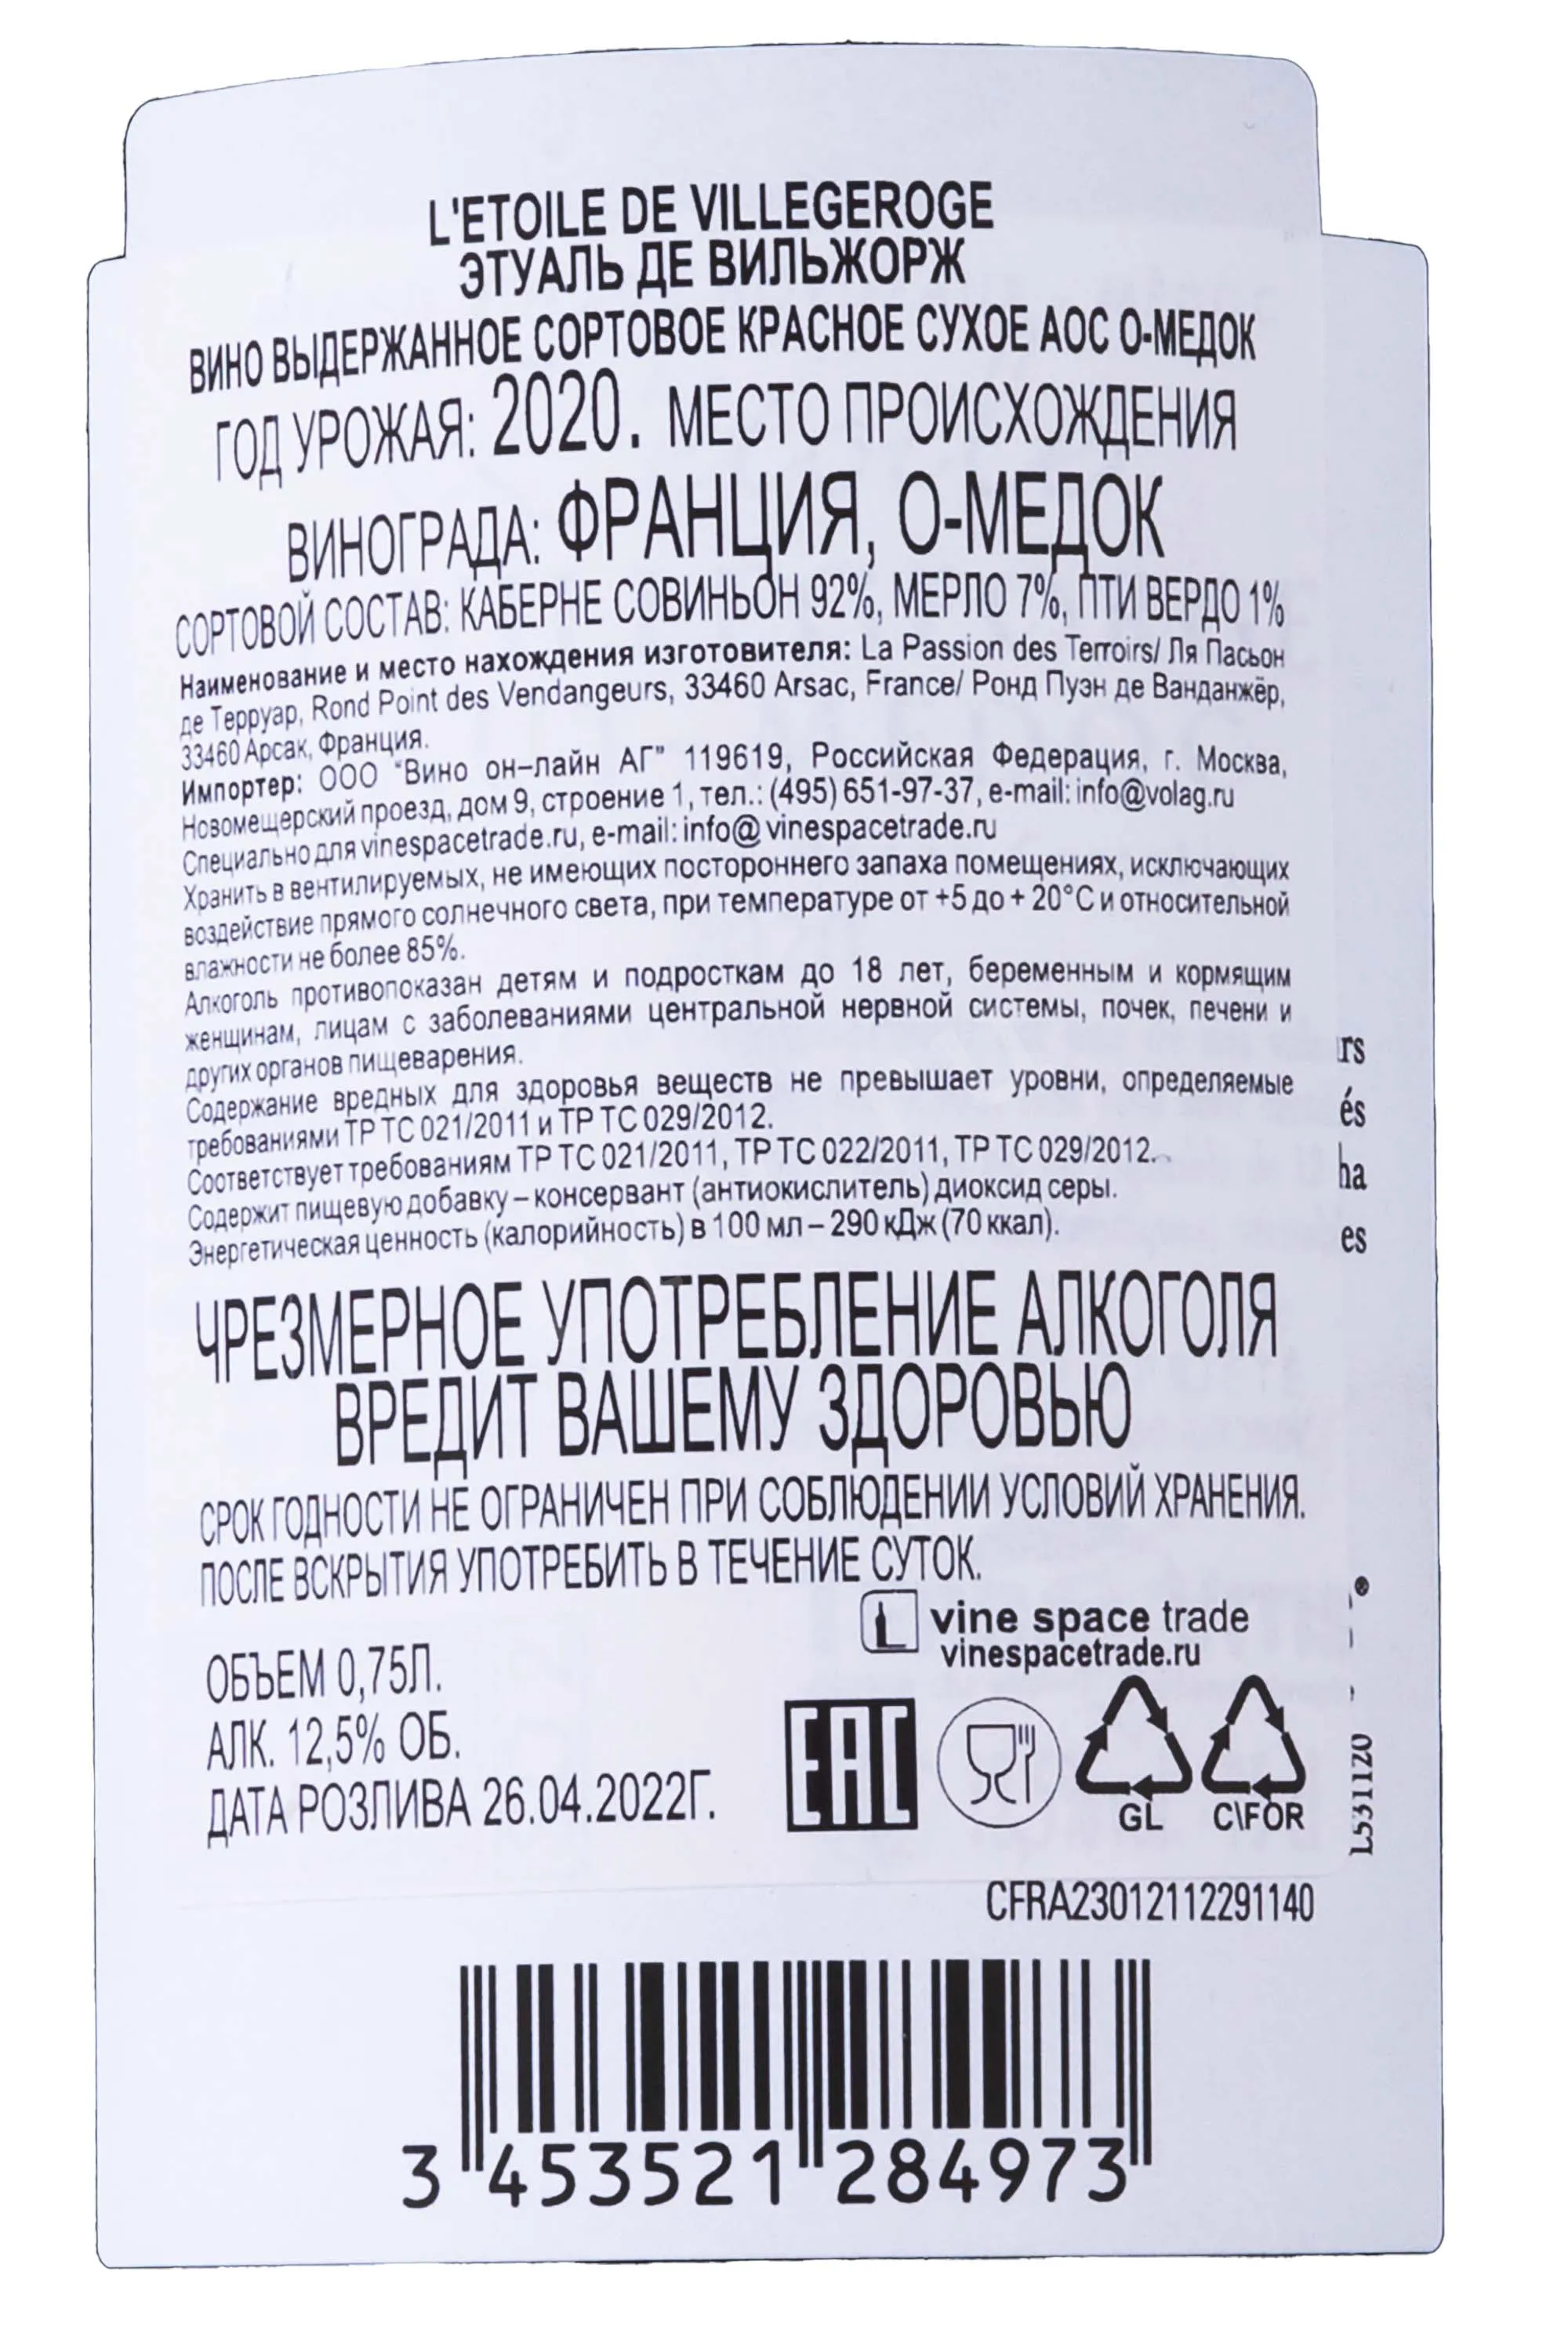 L'ETOILE DE VILLEGEROGE
ЭТУАЛЬ ДЕ ВИЛЬЖОРЖ
ВИНО ВЫДЕРЖАННОЕ СОРТОВОЕ КРАСНОЕ СУХОЕ АОС О-МЕДОК
ГОД УРОЖАЯ: 2020. МЕСТО ПРОИСХОЖДЕНИЯ
ВИНОГРАДА: ФРАНЦИЯ, О-МЕДОК
СОРТОВОЙ СОСТАВ: КАБЕРНЕ СОВИНЬОН 92%, МЕРЛО 7%, ПТИ ВЕРДО 1%
Наименование и место нахождения изготовителя: La Passion des Terroirs/ Ля Пасьон
де Терруар, Rond Point des Vendangeurs, 33460 Arsac, France/ Ронд Пуэн де Ванданжёр,
33460 Арсак, Франция.
Импортер: ООО "Вино он-лайн АГ" 119619, Российская Федерация, г. Москва,
Новомещерский проезд, дом 9, строение 1, тел.: (495) 651-97-37, e-mail: info@volag.ru
Специально для vinespacetrade.ru, e-mail: info@ vinespacetrade.ru
Хранить в вентилируемых, не имеющих постороннего запаха помещениях, исключающих
воздействие прямого солнечного света, при температуре от +5 до + 20°С и относительной
влажности не более 85%.
Алкоголь противопоказан детям и подросткам до 18 лет, беременным и кормящим
женщинам, лицам с заболеваниями центральной нервной системы, почек, печени и
других органов пищеварения.
Содержание вредных для здоровья веществ не превышает уровни, определяемые
требованиями ТР ТС 021/2011 и ТР ТС 029/2012.
Соответствует требованиям ТР ТС 021/2011, ТР ТС 022/2011, ТР ТС 029/2012.
Содержит пищевую добавку – консервант (антиокислитель) диоксид серы.
Энергетическая ценность (калорийность) в 100 мл – 290 кДж (70 ккал).
rs
és
ha
es
ЧРЕЗМЕРНОЕ УПОТРЕБЛЕНИЕ АЛКОГОЛЯ
ВРЕДИТ ВАШЕМУ ЗДОРОВЬЮ
СРОК ГОДНОСТИ НЕ ОГРАНИЧЕН ПРИ СОБЛЮДЕНИИ УСЛОВИЙ ХРАНЕНИЯ.
ПОСЛЕ ВСКРЫТИЯ УПОТРЕБИТЬ В ТЕЧЕНИЕ СУТОК.
vine space trade
vinespacetrade.ru
ОБЪЕМ 0,75Л.
АЛК. 12,5% ОБ.
ДАТА РОЗЛИВА 26.04.2022Г.
EAC
GL
C\FOR
L531120
CFRA23012112291140
3 453521 284973